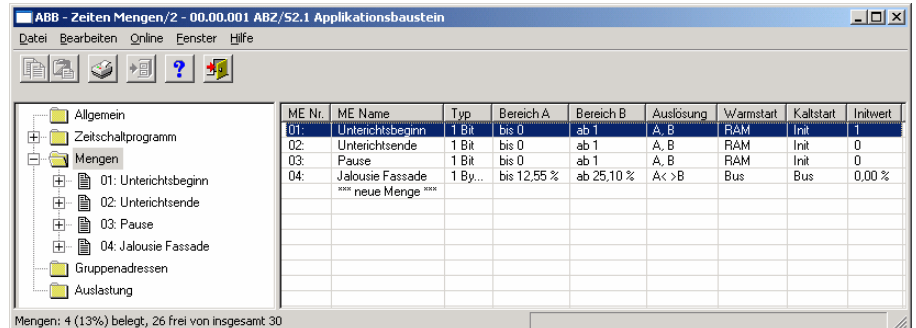 ABB - Zeiten Mengen/2 - 00.00.001 ABZ/S2.1 Applikationsbaustein
Datei Bearbeiten Online Fenster Hilfe
Allgemein
Zeitschaltprogramm
Mengen
01: Unterichtsbeginn
02: Unterichtsende
03: Pause
04: Jalousie Fassade
Gruppenadressen
Auslastung
ME Nr. ME Name Typ Bereich A Bereich B Auslösung Warmstart Kaltstart Initwert
01: Unterichtsbeginn 1 Bit bis 0 ab 1 A, B RAM Init 1
02: Unterichtsende 1 Bit bis 0 ab 1 A, B RAM Init 0
03: Pause 1 Bit bis 0 ab 1 A, B RAM Init 0
04: Jalousie Fassade 1 By... bis 12,55 % ab 25,10 % A< >B Bus Bus 0,00 %
*** neue Menge ***
Mengen: 4 (13%) belegt, 26 frei von insgesamt 30